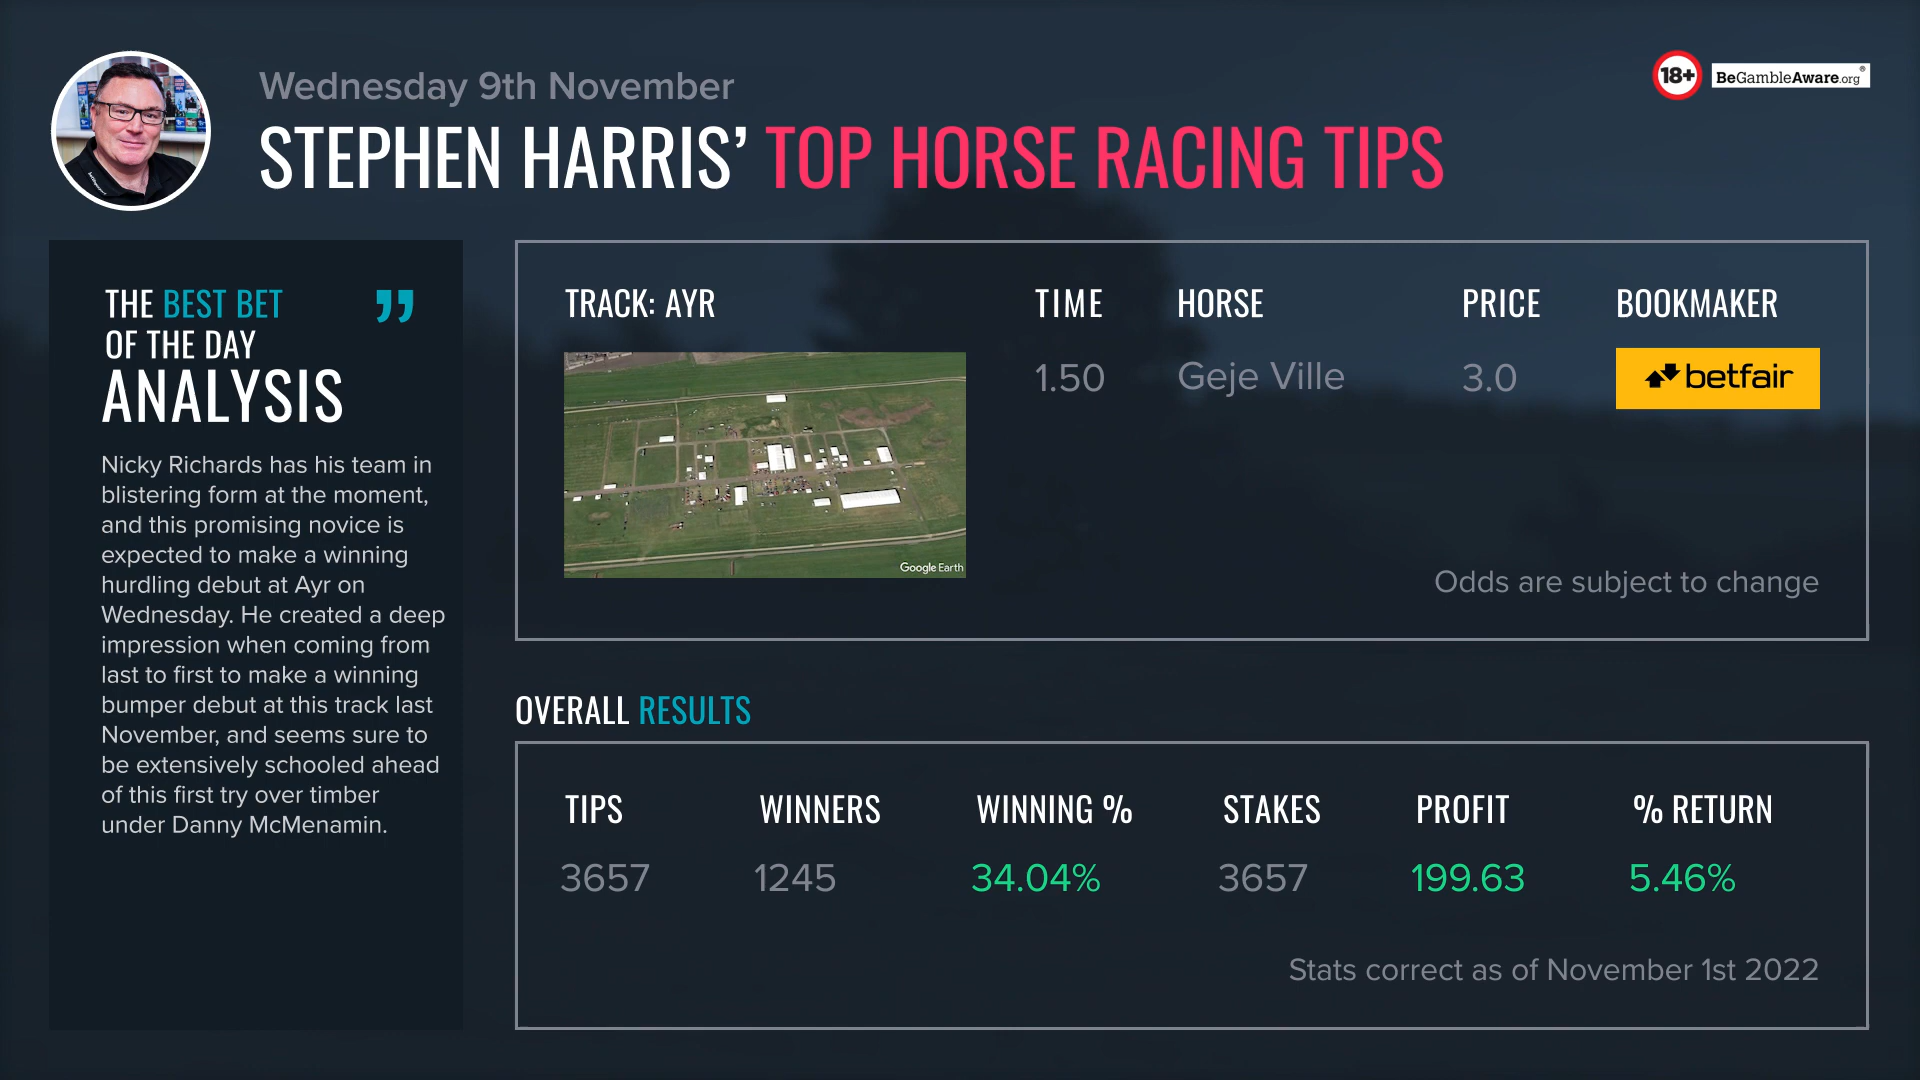 Wednesday 9th November
STEPHEN HARRIS’ TOP HORSE RACING TIPS
18+
BeGambleAware.org®
THE BEST BET
OF THE DAY
ANALYSIS
Nicky Richards has his team in
blistering form at the moment,
and this promising novice is
expected to make a winning
hurdling debut at Ayr on
Wednesday. He created a deep
impression when coming from
last to first to make a winning
bumper debut at this track last
November, and seems sure to
be extensively schooled ahead
of this first try over timber
under Danny McMenamin.
TRACK: AYR
Google Earth
TIME HORSE PRICE BOOKMAKER
1.50 Geje Ville 3.0 betfair
Odds are subject to change
OVERALL RESULTS
TIPS WINNERS WINNING % STAKES PROFIT % RETURN
3657 1245 34.04% 3657 199.63 5.46%
Stats correct as of November 1st 2022